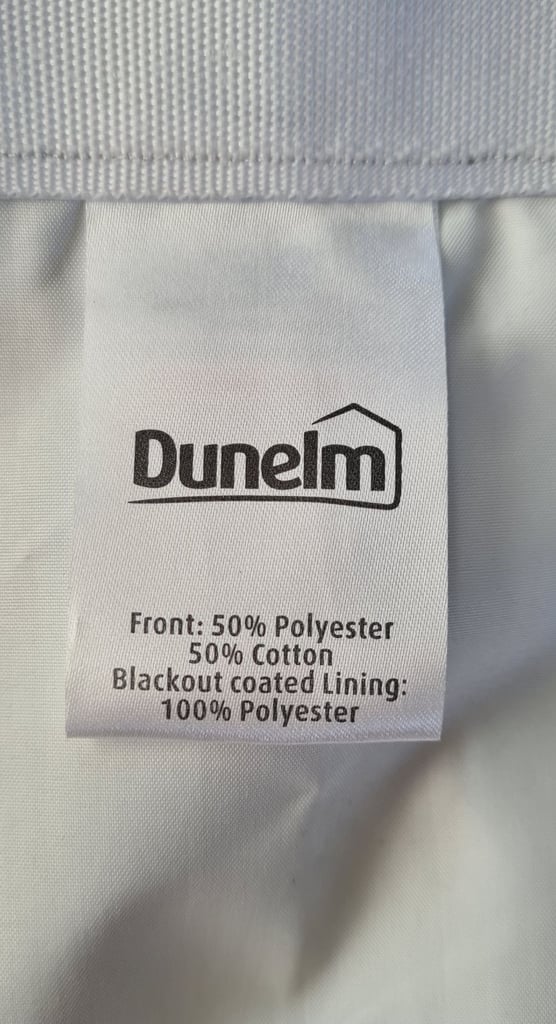 Dunelm
Front: 50% Polyester
50% Cotton
Blackout coated Lining:
100% Polyester